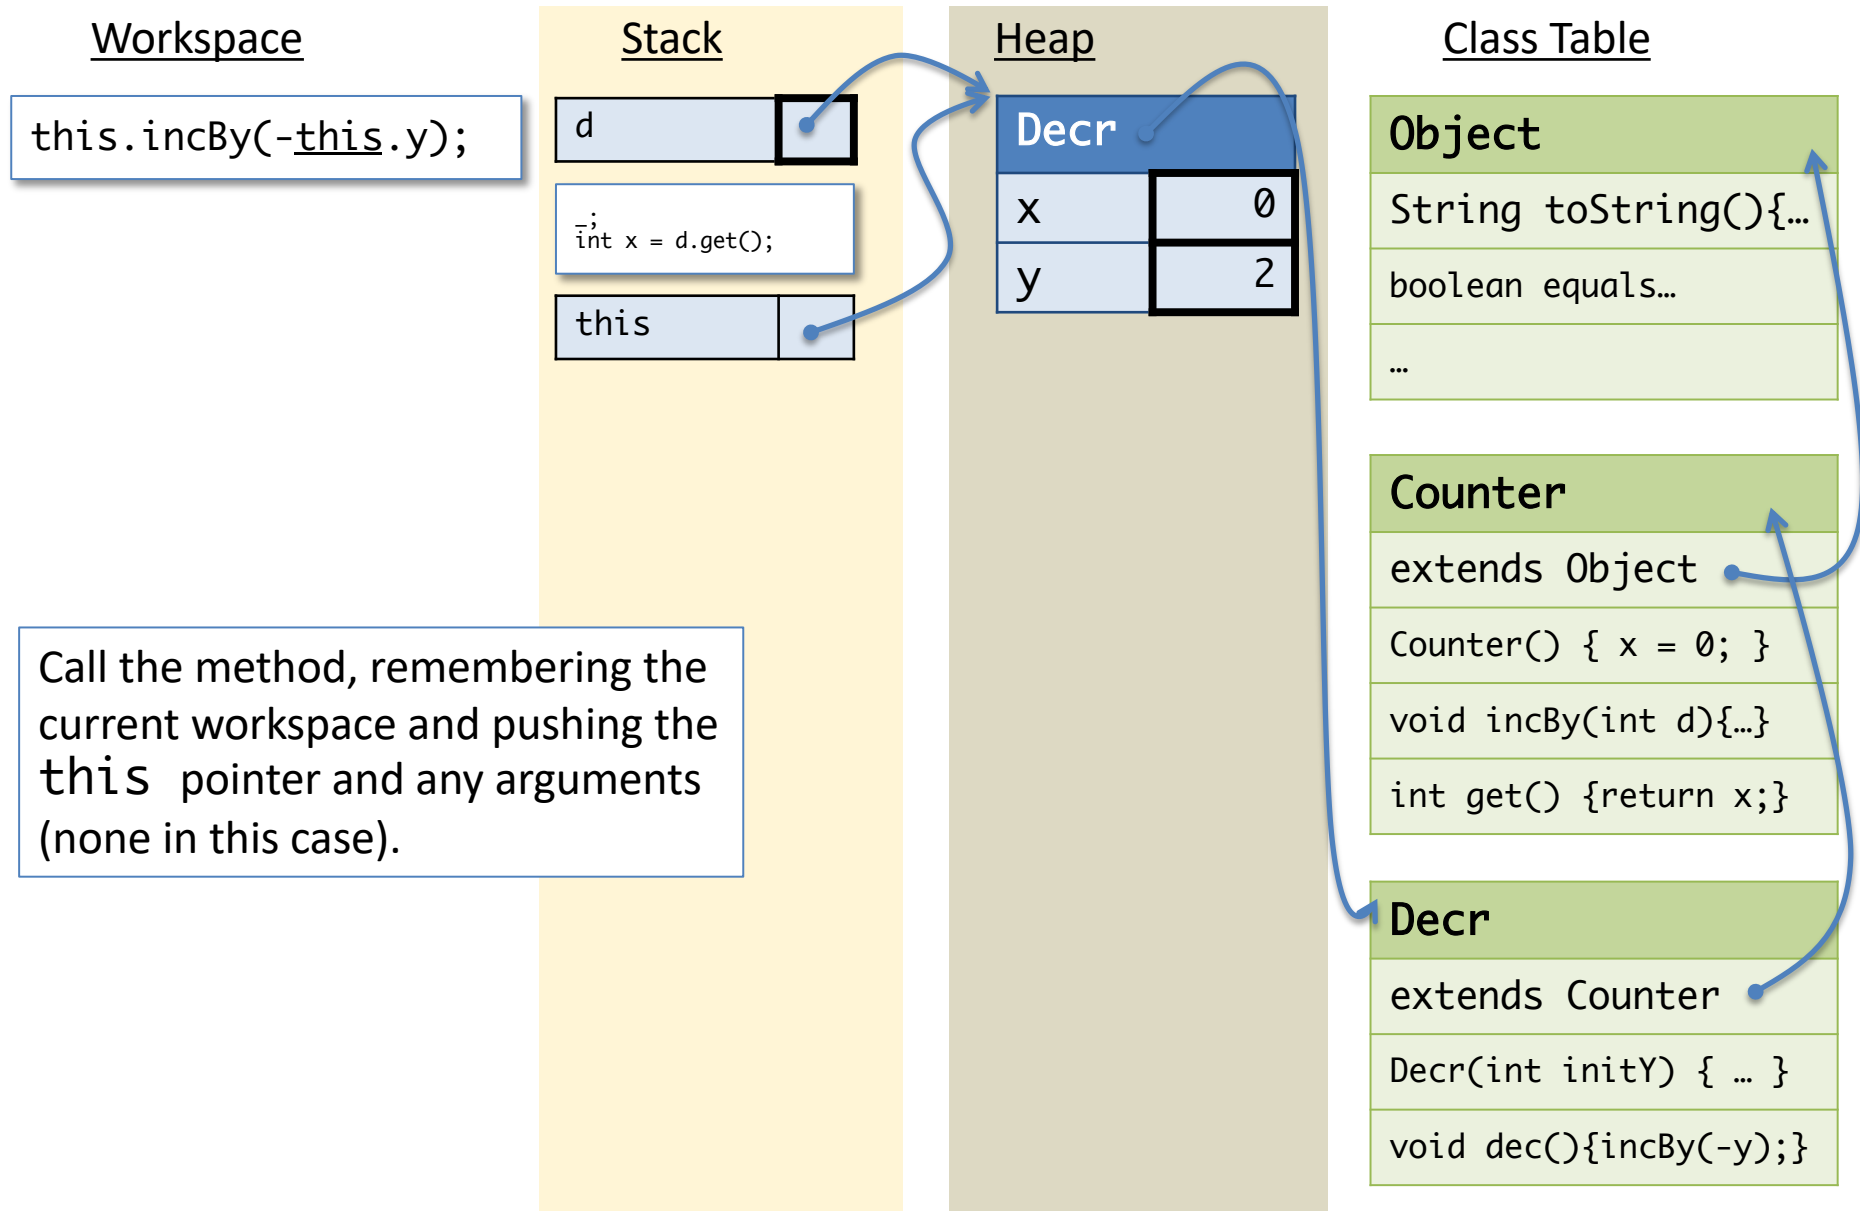 Workspace
this.incBy(-this.y);
Call the method, remembering the
current workspace and pushing the
this pointer and any arguments
(none in this case).
Stack
d
_;
int x = d.get();
this
Heap
Decr
x 0
y 2
Class Table
Object
String toString(){…
boolean equals…
…
Counter
extends Object
Counter() { x = 0; }
void incBy(int d){…}
int get() {return x;}
Decr
extends Counter
Decr(int initY) { … }
void dec(){incBy(-y);}